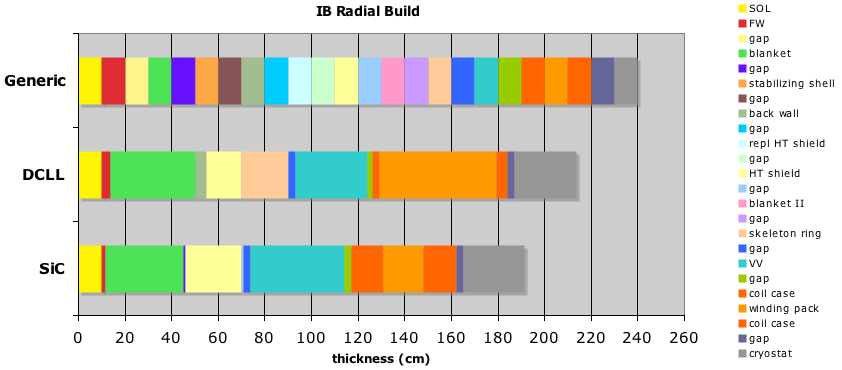 IB Radial Build
Generic
DCLL
SiC
0 20 40 60 80 100 120 140 160 180 200 220 240 260
thickness (cm)
SOL
FW
gap
blanket
gap
stabilizing shell
gap
back wall
gap
repl HT shield
gap
HT shield
gap
blanket II
gap
skeleton ring
gap
VV
gap
coil case
winding pack
coil case
gap
cryostat